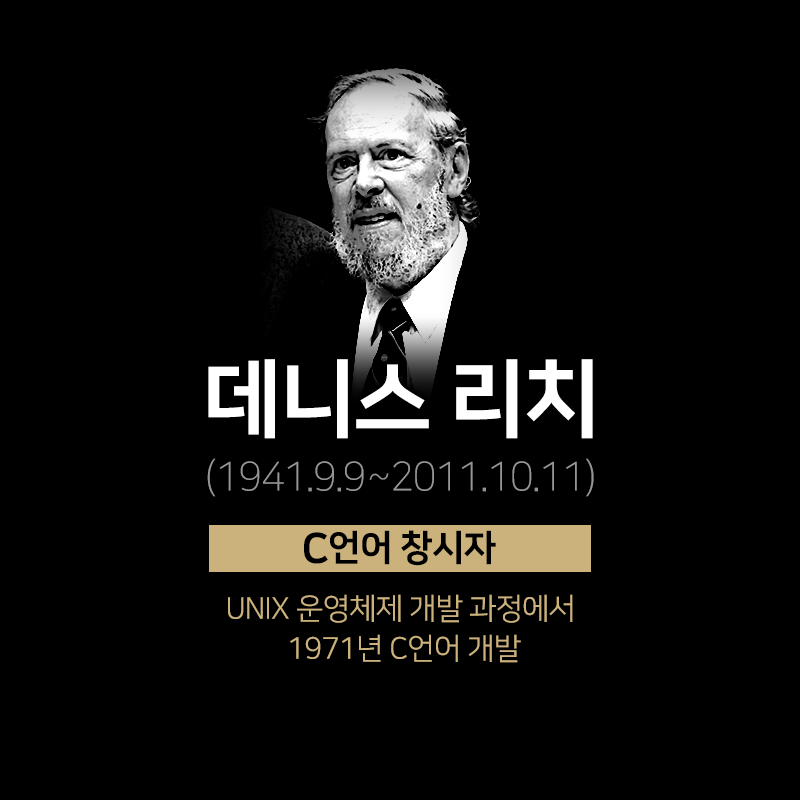 데니스 리치
(1941.9.9~2011.10.11)
C언어 창시자
UNIX 운영체제 개발 과정에서
1971년 C언어 개발